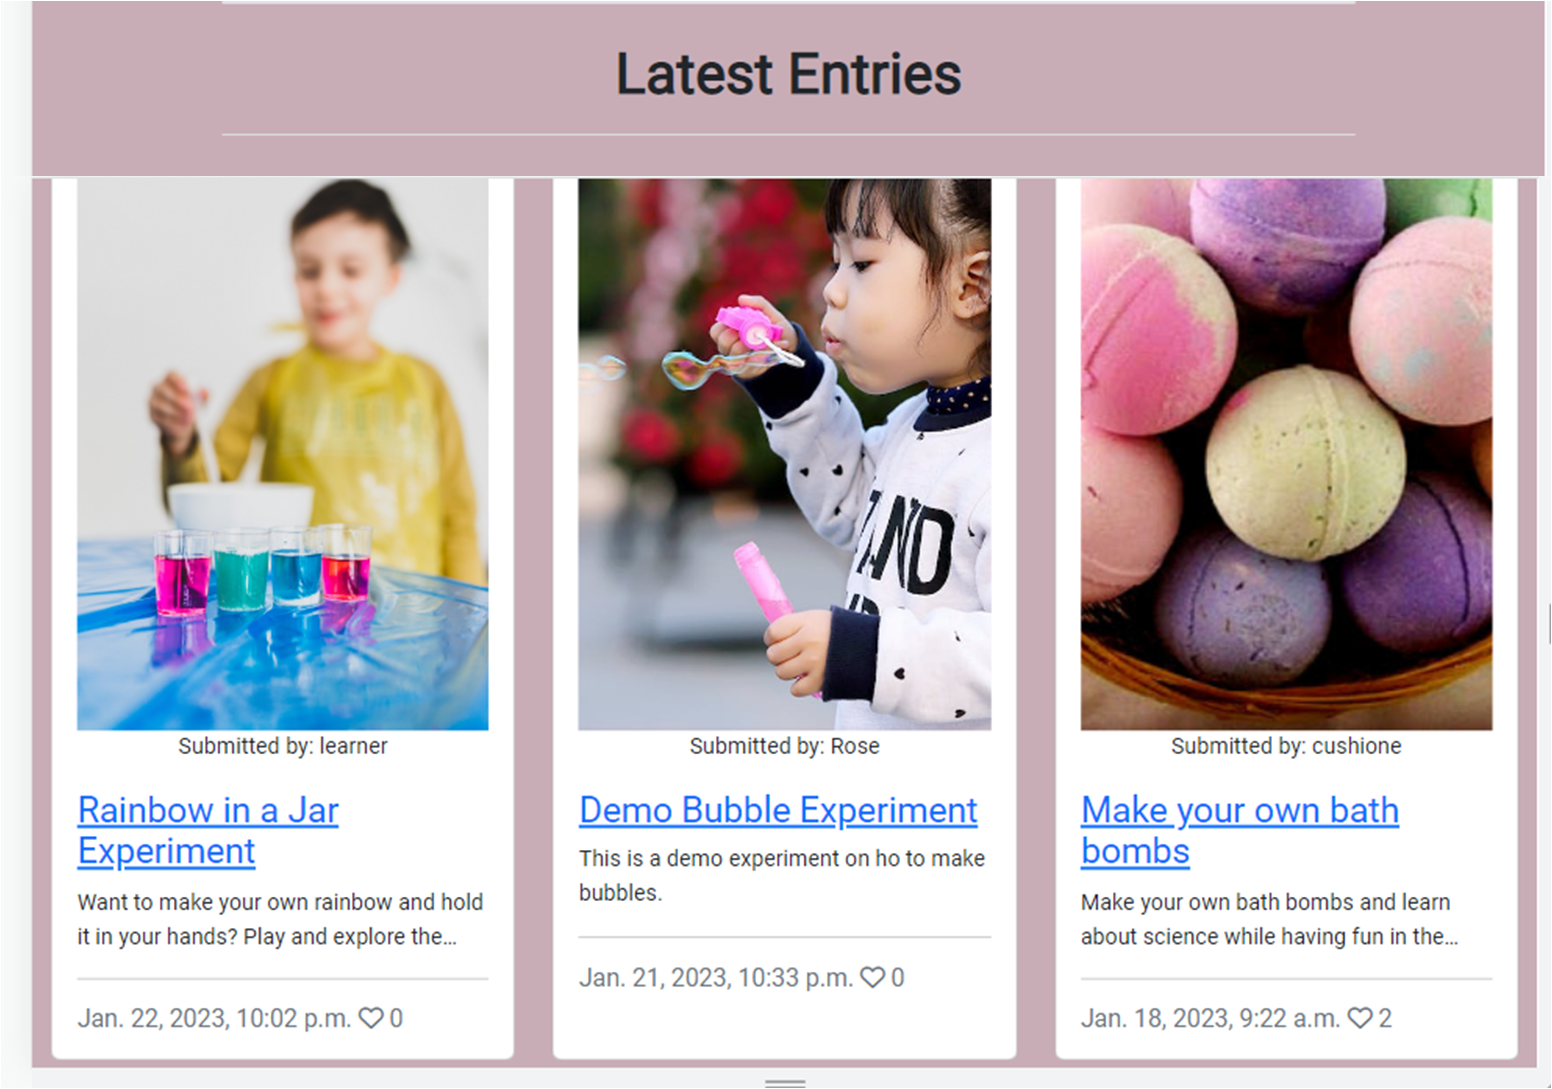 Latest Entries
Submitted by: learner
Rainbow in a Jar
Experiment
Want to make your own rainbow and hold
it in your hands? Play and explore the...
Jan. 22, 2023, 10:02 p.m. 0
AND
Submitted by: Rose
Demo Bubble Experiment
This is a demo experiment on ho to make
bubbles.
Jan. 21, 2023, 10:33 p.m. 0
Submitted by: cushione
Make your own bath
bombs
Make your own bath bombs and learn
about science while having fun in the...
Jan. 18, 2023, 9:22 a.m. 2